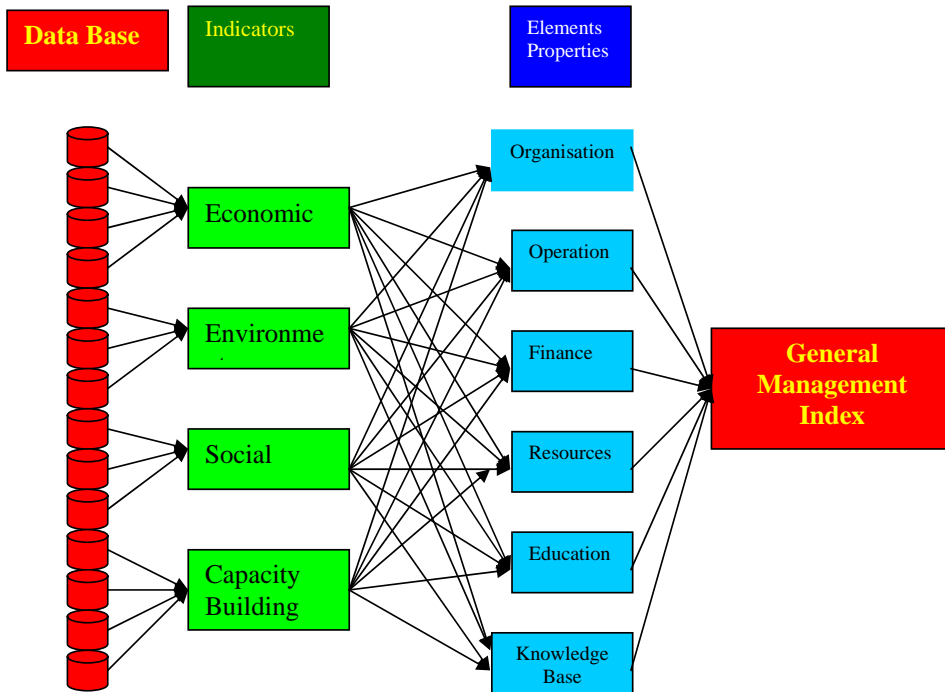 Data Base
Indicators
Elements
Properties
Economic
Environme
Social
Capacity
Building
Organisation
Operation
Finance
Resources
Education
Knowledge
Base
General
Management
Index